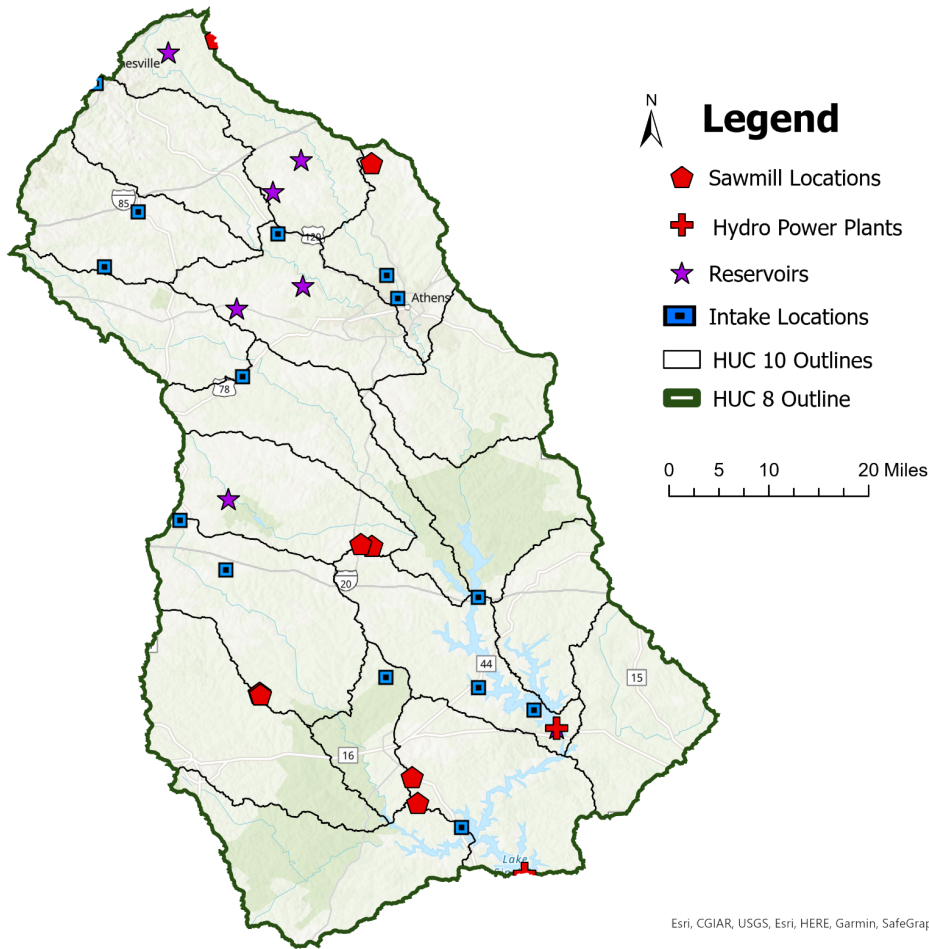 esville
85
129
Athens
78
20
44
15
16
Lake
N
Legend
Sawmill Locations
Hydro Power Plants
Reservoirs
Intake Locations
HUC 10 Outlines
HUC 8 Outline
0 5 10 20 Miles
Esri, CGIAR, USGS, Esri, HERE, Garmin, SafeGrap